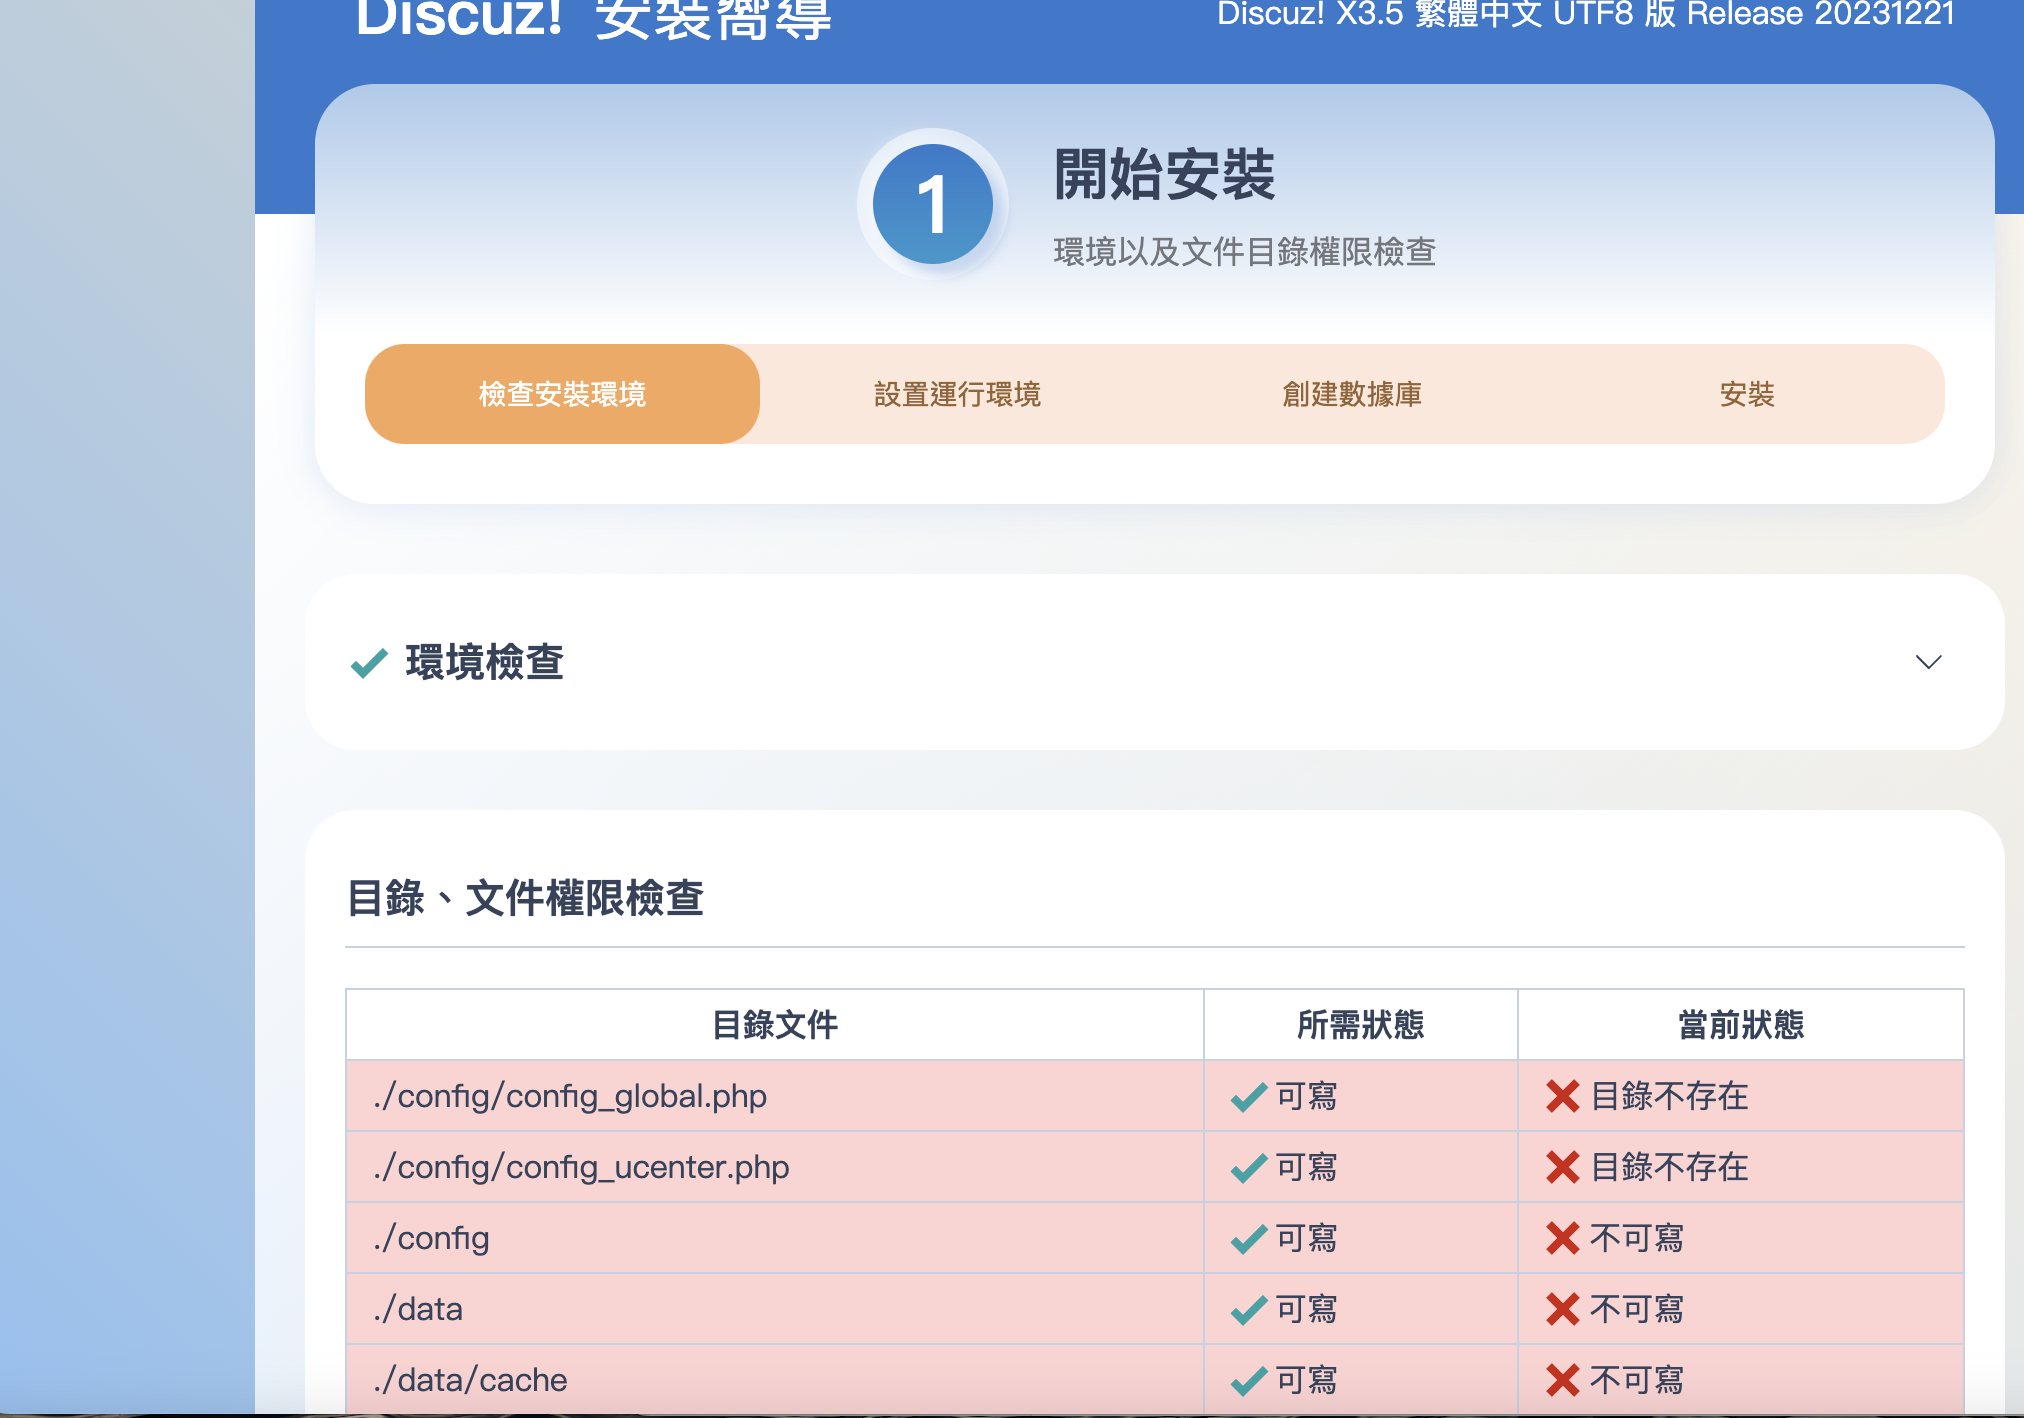 Discuz! 安裝嚮導
Discuz! X3.5 繁體中文 UTF8 版 Release 20231221
1
開始安裝
環境以及文件目錄權限檢查
檢查安裝環境 設置運行環境 創建數據庫 安裝
環境檢查
目錄、文件權限檢查
目錄文件 所需狀態 當前狀態
./config/config_global.php 可寫 目錄不存在
./config/config_ucenter.php 可寫 目錄不存在
./config 可寫 不可寫
./data 可寫 不可寫
./data/cache 可寫 不可寫